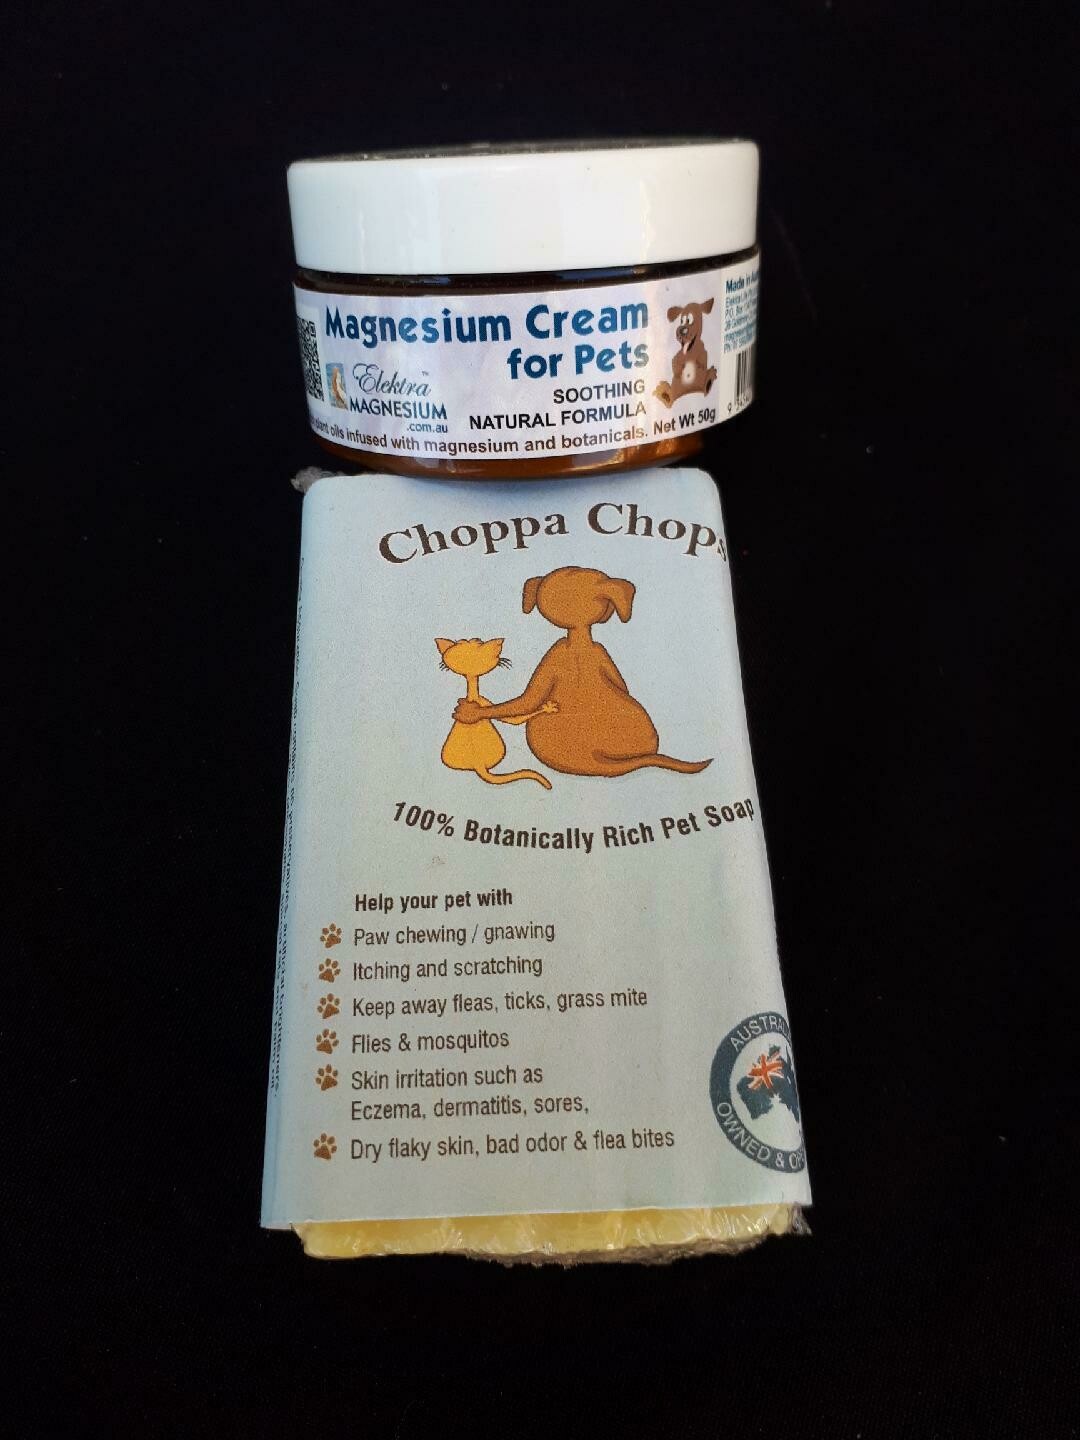 Magnesium Cream
for Pets
Elektra™
MAGNESIUM
.com.au
SOOTHING
NATURAL FORMULA
plant oils infused with magnesium and botanicals. Net Wt 50g
Made in
Choppa Chops
100% Botanically Rich Pet Soap
Help your pet with
Paw chewing / gnawing
Itching and scratching
Keep away fleas, ticks, grass mite
Flies & mosquitos
Skin irritation such as
Eczema, dermatitis, sores,
Dry flaky skin, bad odor & flea bites
OWNED &